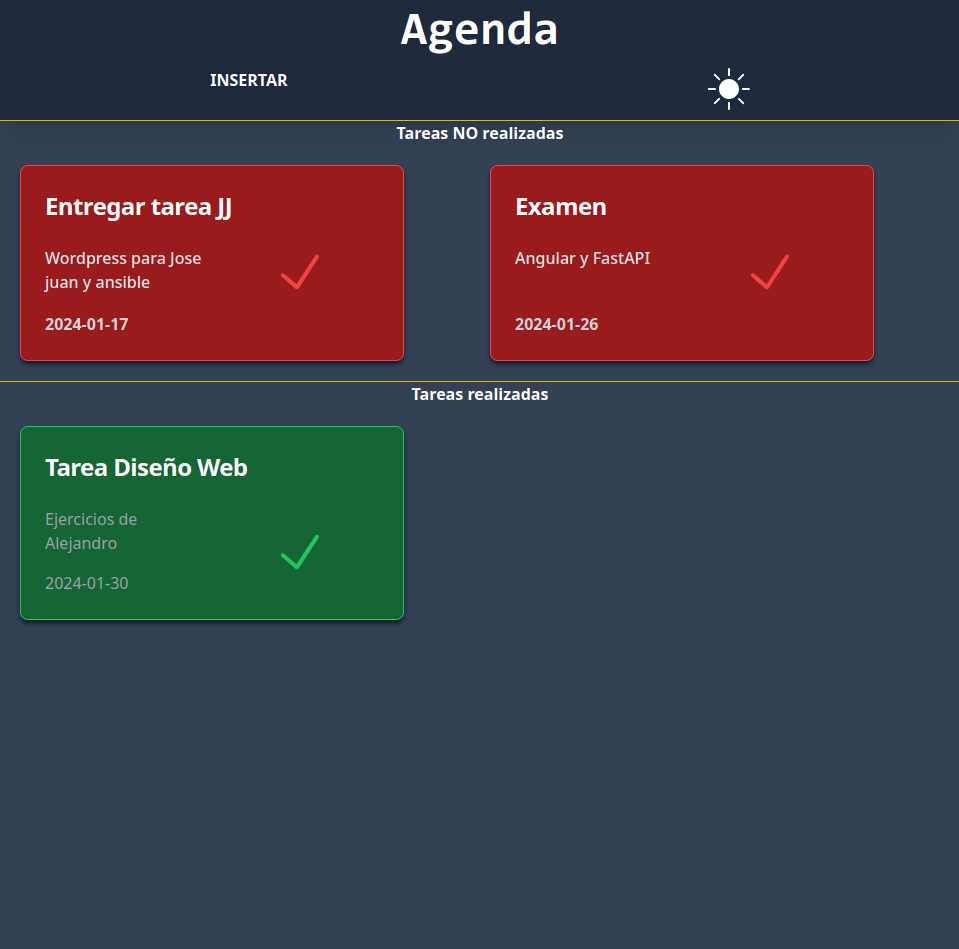 Agenda
INSERTAR
Tareas NO realizadas
Entregar tarea JJ
Wordpress para Jose
juan y ansible
2024-01-17
Examen
Angular y FastAPI
2024-01-26
Tareas realizadas
Tarea Diseño Web
Ejercicios de
Alejandro
2024-01-30